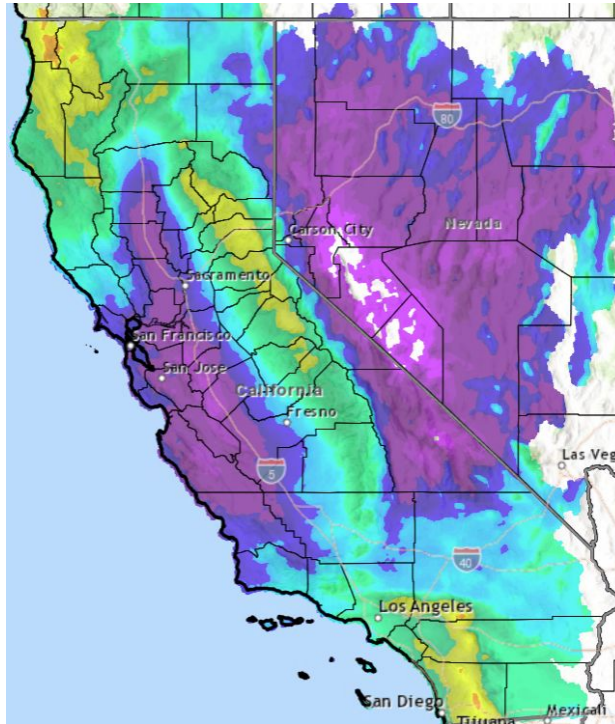 80
Nevada
Carson City
Sacramento
San Francisco
San Jose
California
Fresno
5
Las Veg
40
Los Angeles
San Diego
Tijuana
Mexicali